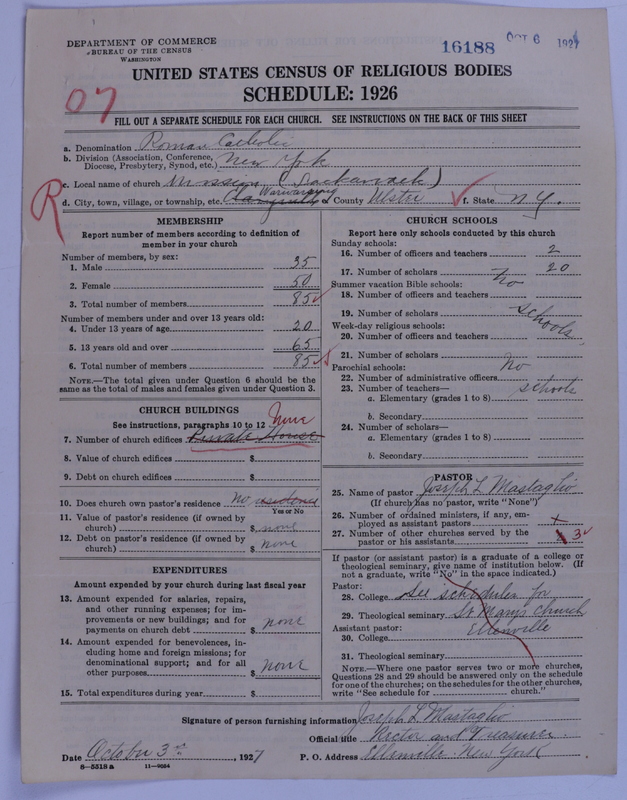 DEPARTMENT OF COMMERCE
BUREAU OF THE CENSUS
WASHINGTON
16188
OCT 6 192
UNITED STATES CENSUS OF RELIGIOUS BODIES
SCHEDULE: 1926
07
FILL OUT A SEPARATE SCHEDULE FOR EACH CHURCH. SEE INSTRUCTIONS ON THE BACK OF THIS SHEET
a. Denomination Roman Catholic
b. Division (Association, Conference, Diocese, Presbytery, Synod, etc.) New York
R
c. Local name of church Mission (Lackawack)
d. City, town, village, or township, etc. Wawarsing County Ulster f. State N.Y.
MEMBERSHIP
Report number of members according to definition of
member in your church
Number of members, by sex:
1. Male 35
2. Female 50
3. Total number of members 85
Number of members under and over 13 years old:
4. Under 13 years of age 20
5. 13 years old and over 65
6. Total number of members 85
NOTE.—The total given under Question 6 should be the
same as the total of males and females given under Question 3.
CHURCH BUILDINGS
See instructions, paragraphs 10 to 12 None
7. Number of church edifices Private House
8. Value of church edifices $
9. Debt on church edifices $
10. Does church own pastor's residence No residence
Yes or No
11. Value of pastor's residence (if owned by
church) $ none
12. Debt on pastor's residence (if owned by
church) $ none
EXPENDITURES
Amount expended by your church during last fiscal year
13. Amount expended for salaries, repairs,
and other running expenses; for im-
provements or new buildings; and for
payments on church debt $ none
14. Amount expended for benevolences, in-
cluding home and foreign missions; for
denominational support; and for all
other purposes $ none
15. Total expenditures during year $
CHURCH SCHOOLS
Report here only schools conducted by this church
Sunday schools:
16. Number of officers and teachers 2
17. Number of scholars 20
Summer vacation Bible schools: No
18. Number of officers and teachers
19. Number of scholars schools
Week-day religious schools:
20. Number of officers and teachers
21. Number of scholars
Parochial schools: No
22. Number of administrative officers
23. Number of teachers— schools
a. Elementary (grades 1 to 8)
b. Secondary
24. Number of scholars—
a. Elementary (grades 1 to 8)
b. Secondary
PASTOR
25. Name of pastor Joseph L Mastaglio
(If church has no pastor, write "None")
26. Number of ordained ministers, if any, em-
ployed as assistant pastors
27. Number of other churches served by the
pastor or his assistants 3
If pastor (or assistant pastor) is a graduate of a college or
theological seminary, give name of institution below. (If
not a graduate, write "No" in the space indicated.)
Pastor:
28. College See schedules for
29. Theological seminary St Mary's Church
Assistant pastor: Ellenville
30. College
31. Theological seminary
NOTE.—Where one pastor serves two or more churches,
Questions 28 and 29 should be answered only on the schedule
for one of the churches; on the schedules for the other churches,
write "See schedule for church."
Signature of person furnishing information Joseph L. Mastaglio
Official title Rector and Treasurer.
Date October 3rd, 1927 P. O. Address Ellenville New York
8-5518a 11-9024